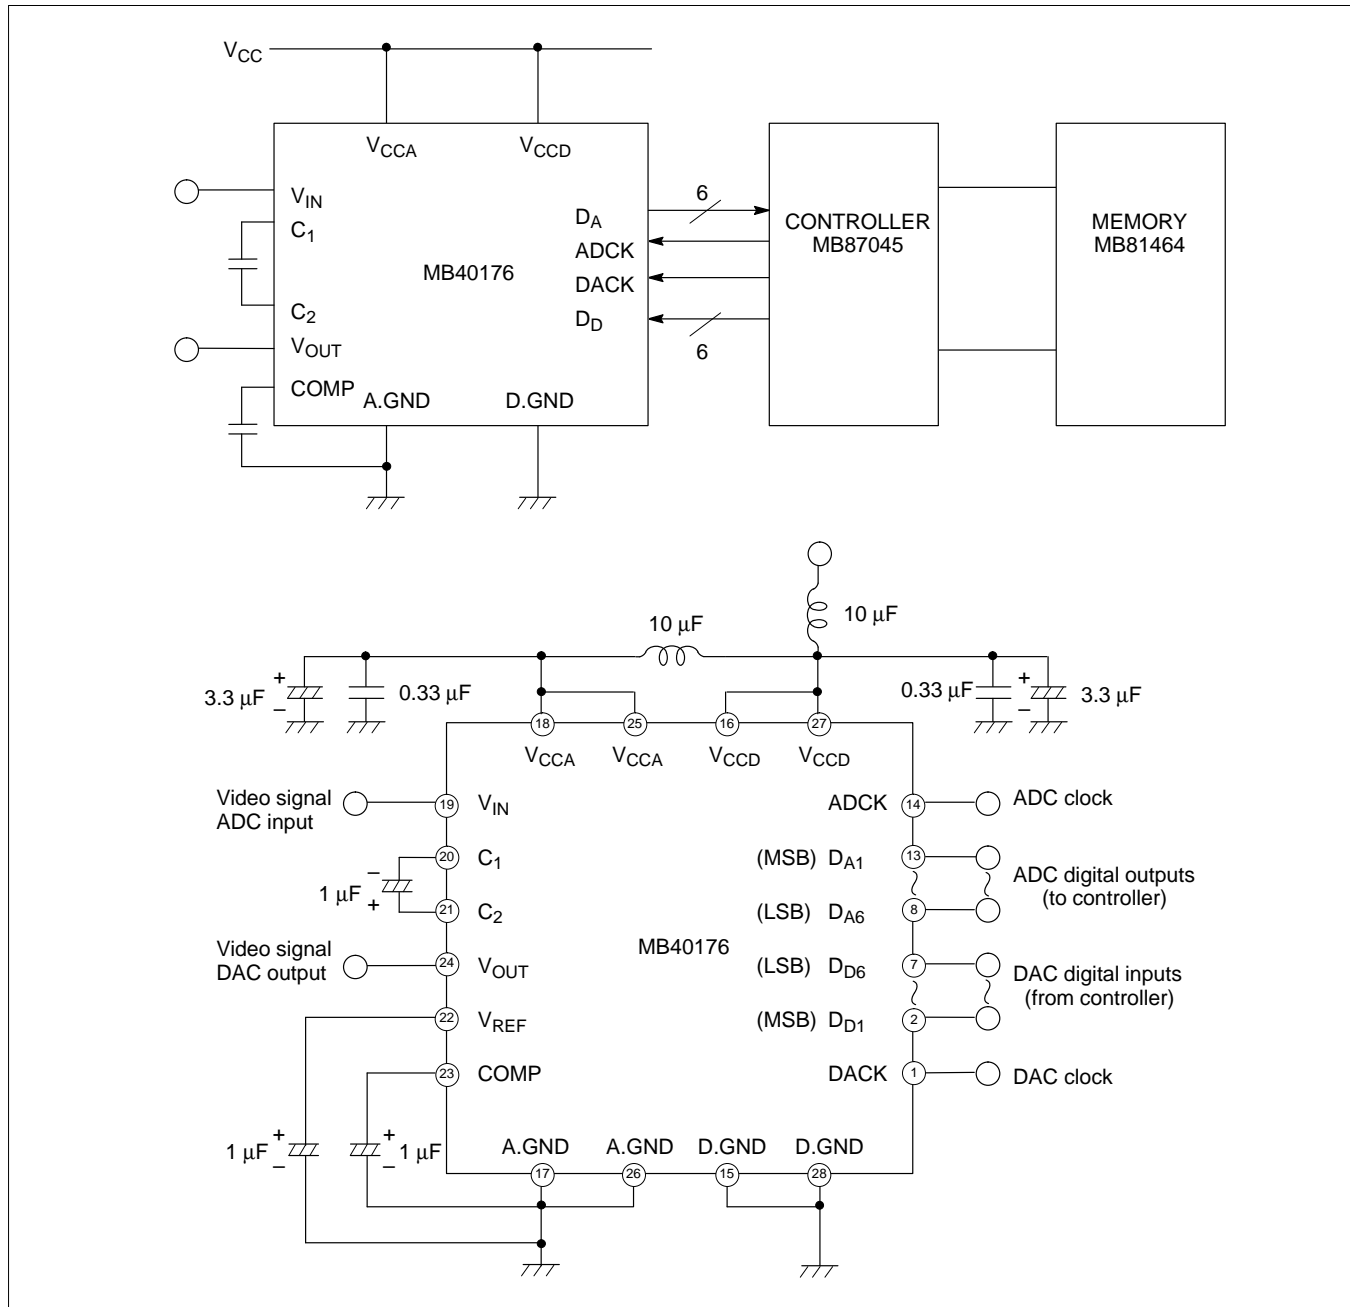 VCC
VCCA VCCD
VIN
C1
C2
VOUT
COMP
A.GND D.GND
MB40176
DA
ADCK
DACK
DD
6
6
CONTROLLER
MB87045
MEMORY
MB81464
10 μF
10 μF
+
3.3 μF
–
0.33 μF
0.33 μF
+
–
3.3 μF
18 25 16 27
VCCA VCCA VCCD VCCD
Video signal
ADC input
19 VIN
20 C1
–
1 μF
+
21 C2
Video signal
DAC output
24 VOUT
22 VREF
23 COMP
MB40176
ADCK 14 ADC clock
(MSB) DA1 13
ADC digital outputs
(to controller)
(LSB) DA6 8
(LSB) DD6 7
DAC digital inputs
(from controller)
(MSB) DD1 2
DACK 1 DAC clock
+
1 μF
–
+
1 μF
–
A.GND A.GND D.GND D.GND
17 26 15 28